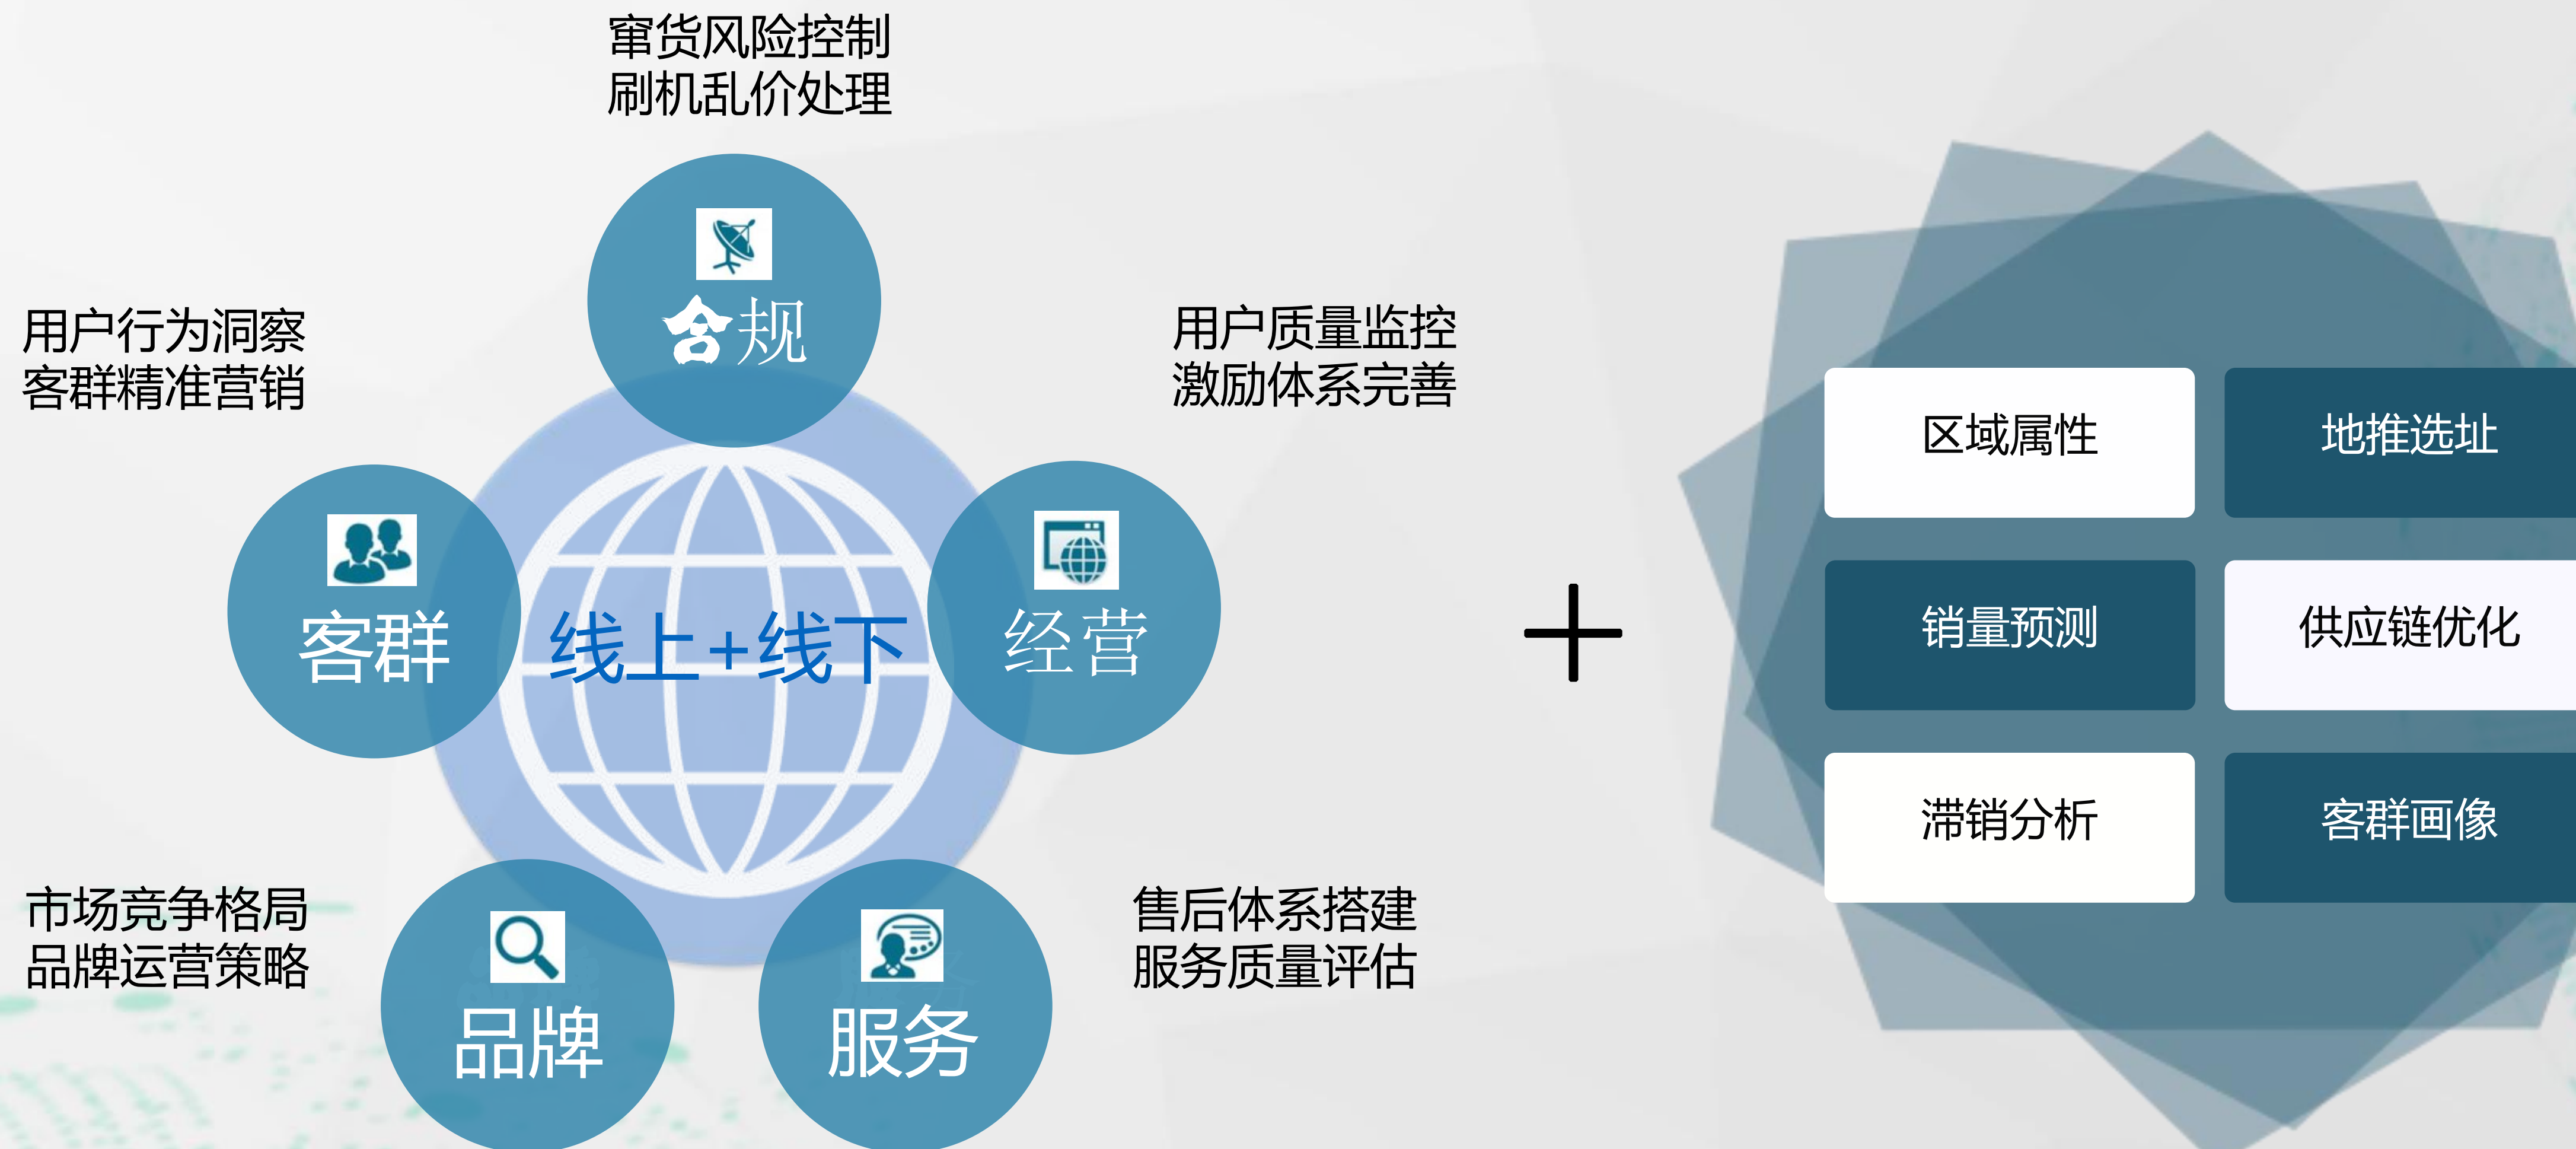 窜货风险控制
刷机乱价处理
合规
用户行为洞察
客群精准营销
用户质量监控
激励体系完善
客群
线上+线下
经营
市场竞争格局
品牌运营策略
售后体系搭建
服务质量评估
品牌
服务
+
区域属性
地推选址
销量预测
供应链优化
滞销分析
客群画像